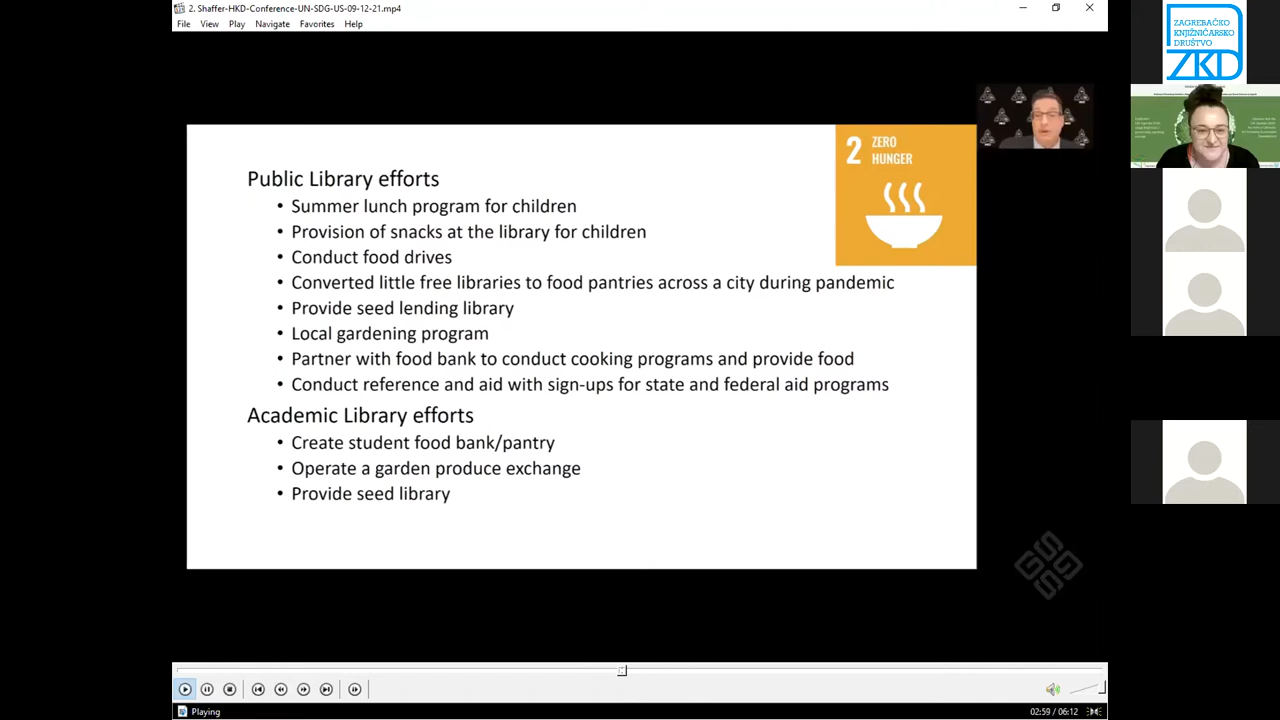 2. Shaffer-HKD-Conference-UN-SDG-US-09-12-21.mp4
File View Play Navigate Favorites Help
ZAGREBAČKO
KNJIŽNIČARSKO
DRUŠTVO
ZKD
2 ZERO
HUNGER
Public Library efforts
• Summer lunch program for children
• Provision of snacks at the library for children
• Conduct food drives
• Converted little free libraries to food pantries across a city during pandemic
• Provide seed lending library
• Local gardening program
• Partner with food bank to conduct cooking programs and provide food
• Conduct reference and aid with sign-ups for state and federal aid programs
Academic Library efforts
• Create student food bank/pantry
• Operate a garden produce exchange
• Provide seed library
Playing
02:59 / 06:12